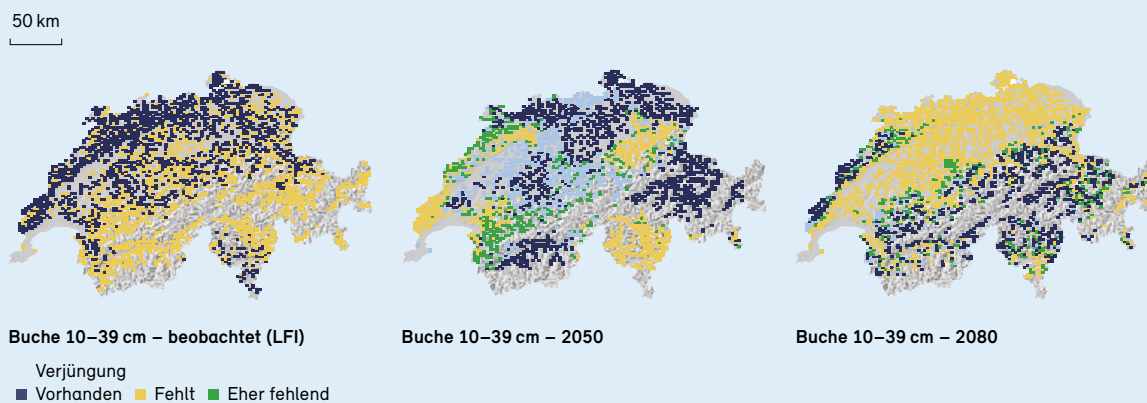 50 km
Buche 10–39 cm – beobachtet (LFI)
Buche 10–39 cm – 2050
Buche 10–39 cm – 2080
Verjüngung
Vorhanden
Fehlt
Eher fehlend